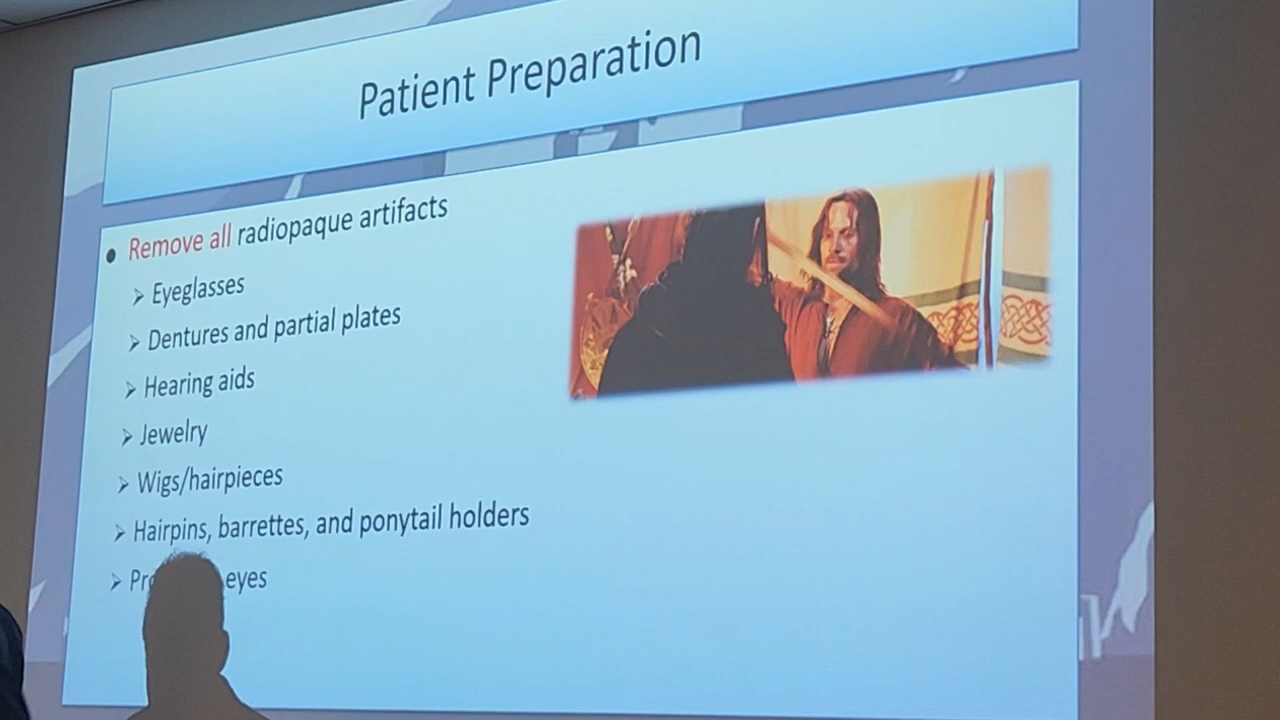 Patient Preparation
Remove all radiopaque artifacts
Eyeglasses
Dentures and partial plates
Hearing aids
Jewelry
Wigs/hairpieces
Hairpins, barrettes, and ponytail holders
eyes